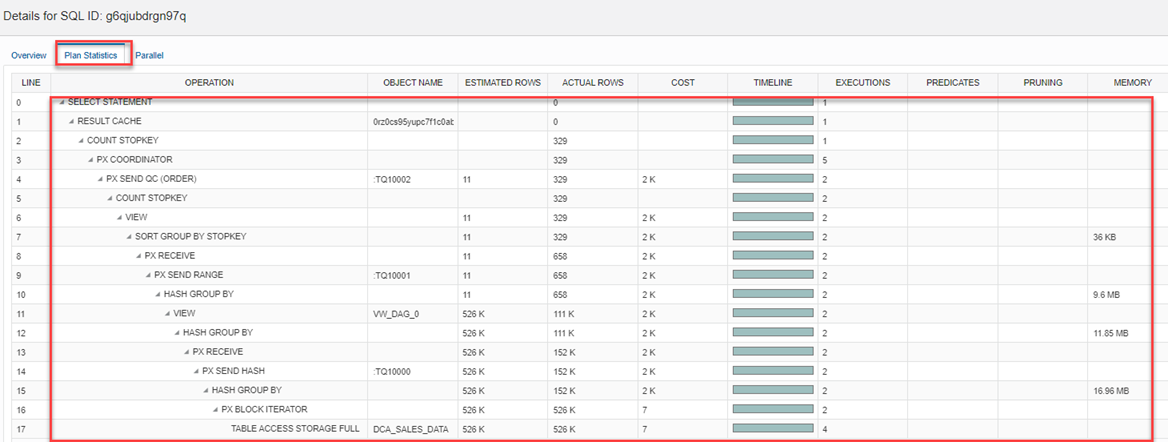 Details for SQL ID: g6qjubdrgn97q
Overview Plan Statistics Parallel
LINE OPERATION OBJECT NAME ESTIMATED ROWS ACTUAL ROWS COST TIMELINE EXECUTIONS PREDICATES PRUNING MEMORY
0 SELECT STATEMENT 0 1
1 RESULT CACHE 0rz0cs95yupc7f1c0ab 0 1
2 COUNT STOPKEY 329 1
3 PX COORDINATOR 329 5
4 PX SEND QC (ORDER) :TQ10002 11 329 2 K 2
5 COUNT STOPKEY 329 2
6 VIEW 11 329 2 K 2
7 SORT GROUP BY STOPKEY 11 329 2 K 2 36 KB
8 PX RECEIVE 11 658 2 K 2
9 PX SEND RANGE :TQ10001 11 658 2 K 2
10 HASH GROUP BY 11 658 2 K 2 9.6 MB
11 VIEW VW_DAG_0 526 K 111 K 2 K 2
12 HASH GROUP BY 526 K 111 K 2 K 2 11.85 MB
13 PX RECEIVE 526 K 152 K 2 K 2
14 PX SEND HASH :TQ10000 526 K 152 K 2 K 2
15 HASH GROUP BY 526 K 152 K 2 K 2 16.96 MB
16 PX BLOCK ITERATOR 526 K 526 K 7 2
17 TABLE ACCESS STORAGE FULL DCA_SALES_DATA 526 K 526 K 7 4